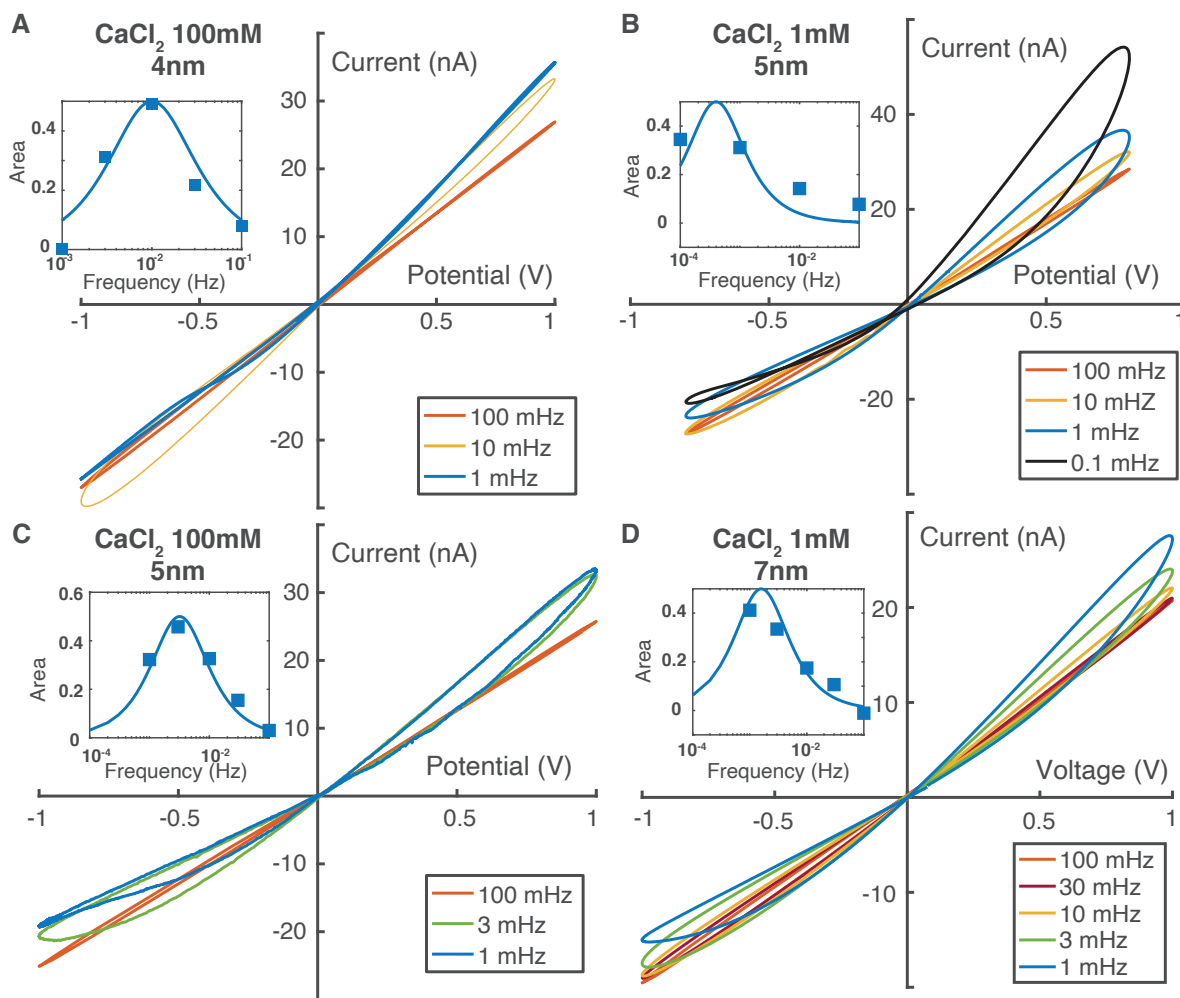 A
CaCl2 100mM
4nm
Current (nA)
30
20
10
-10
-20
0.4
0.2
0
Area
10-3
10-2
10-1
Frequency (Hz)
Potential (V)
-1
-0.5
0
0.5
1
100 mHz
10 mHz
1 mHz
B
CaCl2 1mM
5nm
Current (nA)
40
20
-20
0.4
0.2
0
Area
10-4
10-2
Frequency (Hz)
Potential (V)
-1
-0.5
0
0.5
1
100 mHz
10 mHZ
1 mHz
0.1 mHz
C
CaCl2 100mM
5nm
Current (nA)
30
20
10
-10
-20
0.6
0.4
0.2
0
Area
10-4
10-2
Frequency (Hz)
Potential (V)
-1
-0.5
0
0.5
1
100 mHz
3 mHz
1 mHz
D
CaCl2 1mM
7nm
Current (nA)
20
10
-10
0.4
0.2
0
Area
10-4
10-2
Frequency (Hz)
Voltage (V)
-1
-0.5
0
0.5
1
100 mHz
30 mHz
10 mHz
3 mHz
1 mHz